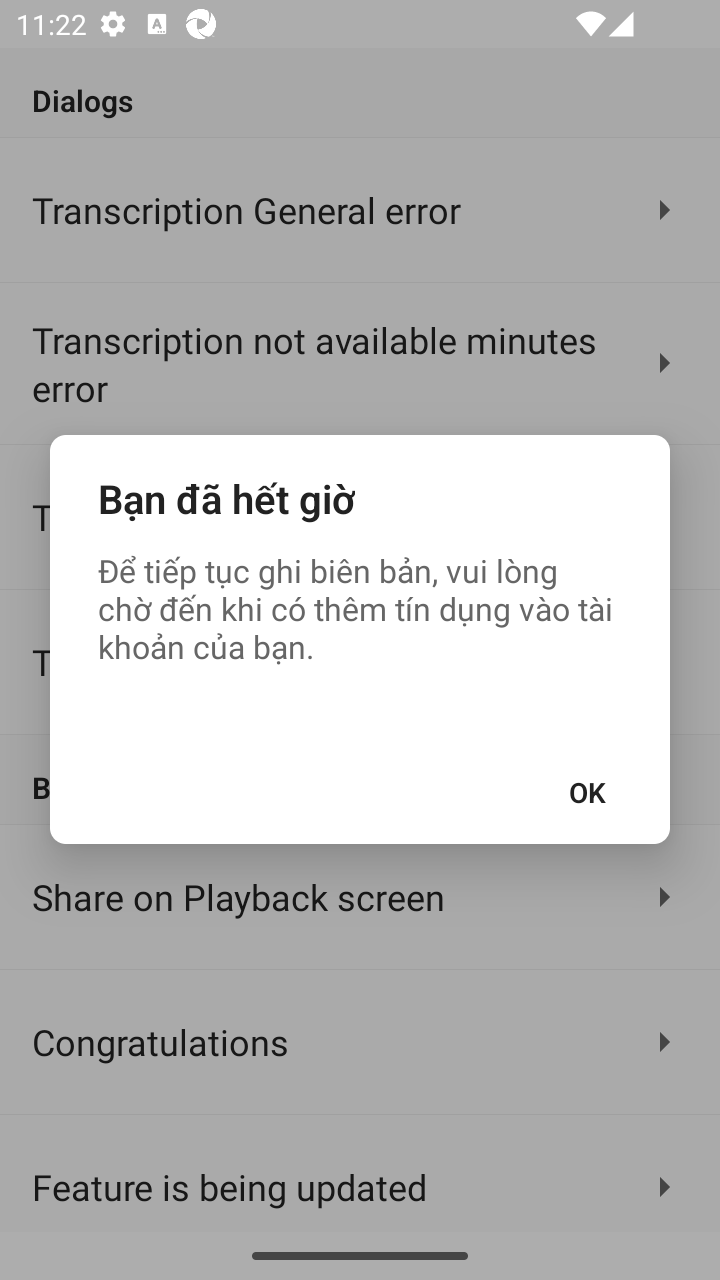 11:22
Dialogs
Transcription General error
Transcription not available minutes
error
Bạn đã hết giờ
Để tiếp tục ghi biên bản, vui lòng
chờ đến khi có thêm tín dụng vào tài
khoản của bạn.
OK
Share on Playback screen
Congratulations
Feature is being updated